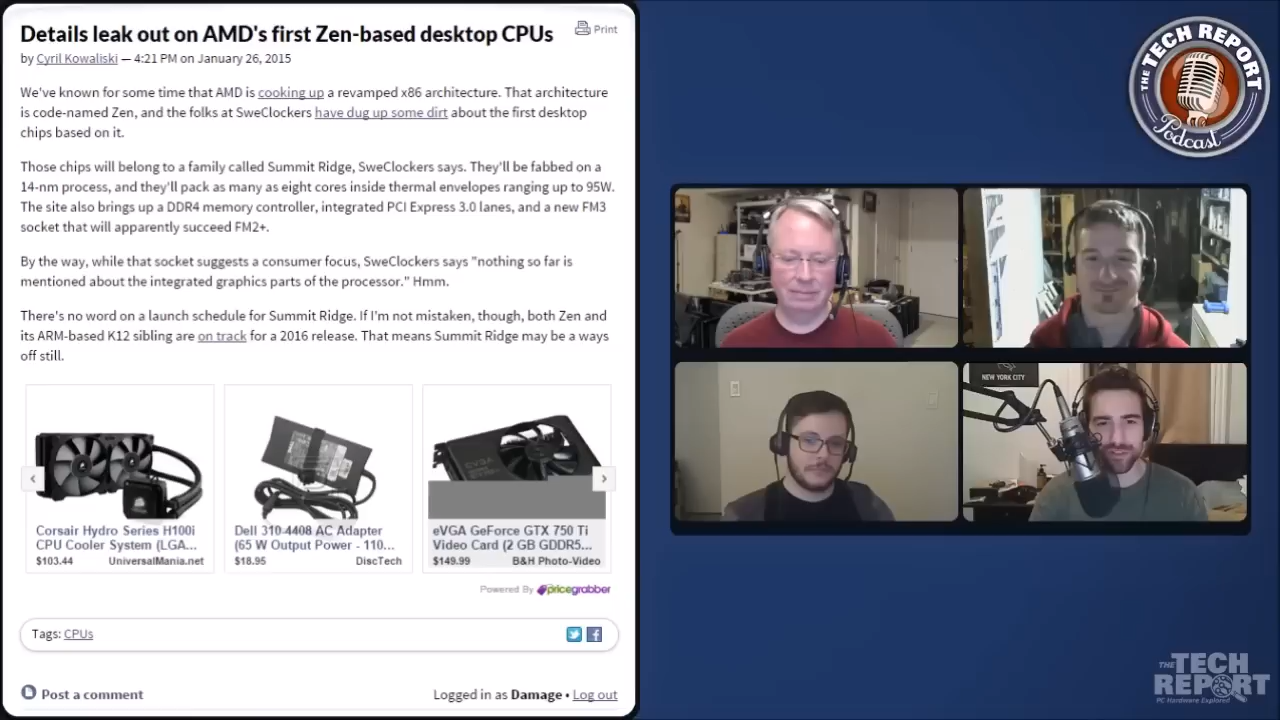 Details leak out on AMD's first Zen-based desktop CPUs
Print
by Cyril Kowaliski — 4:21 PM on January 26, 2015
We've known for some time that AMD is cooking up a revamped x86 architecture. That architecture
is code-named Zen, and the folks at SweClockers have dug up some dirt about the first desktop
chips based on it.
Those chips will belong to a family called Summit Ridge, SweClockers says. They'll be fabbed on a
14-nm process, and they'll pack as many as eight cores inside thermal envelopes ranging up to 95W.
The site also brings up a DDR4 memory controller, integrated PCI Express 3.0 lanes, and a new FM3
socket that will apparently succeed FM2+.
By the way, while that socket suggests a consumer focus, SweClockers says "nothing so far is
mentioned about the integrated graphics parts of the processor." Hmm.
There's no word on a launch schedule for Summit Ridge. If I'm not mistaken, though, both Zen and
its ARM-based K12 sibling are on track for a 2016 release. That means Summit Ridge may be a ways
off still.
Corsair Hydro Series H100i
CPU Cooler System (LGA...
$103.44 UniversalMania.net
Dell 310-4408 AC Adapter
(65 W Output Power - 110...
$18.95 DiscTech
EVGA
eVGA GeForce GTX 750 Ti
Video Card (2 GB GDDR5...
$149.99 B&H Photo-Video
Powered By pricegrabber
Tags: CPUs
Post a comment
Logged in as Damage • Log out
THE TECH REPORT
Podcast
NEW YORK CITY
THE TECH
REPORT
PC Hardware Explored